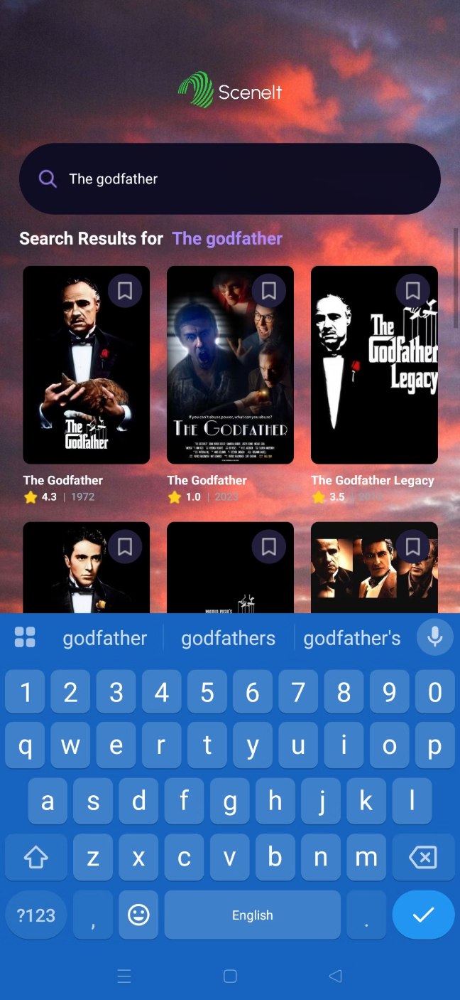 SceneIt
The godfather
Search Results for The godfather
The
Godfather
If you can't abuse power, what can you abuse?
THE GODFATHER
The
Godfather
Legacy
The Godfather
4.3 | 1972
The Godfather
1.0 | 2023
The Godfather Legacy
3.5 |
MARIO PUZO'S
godfather godfathers godfather's
1 2 3 4 5 6 7 8 9 0
q w e r t y u i o p
a s d f g h j k l
z x c v b n m
?123 , English .